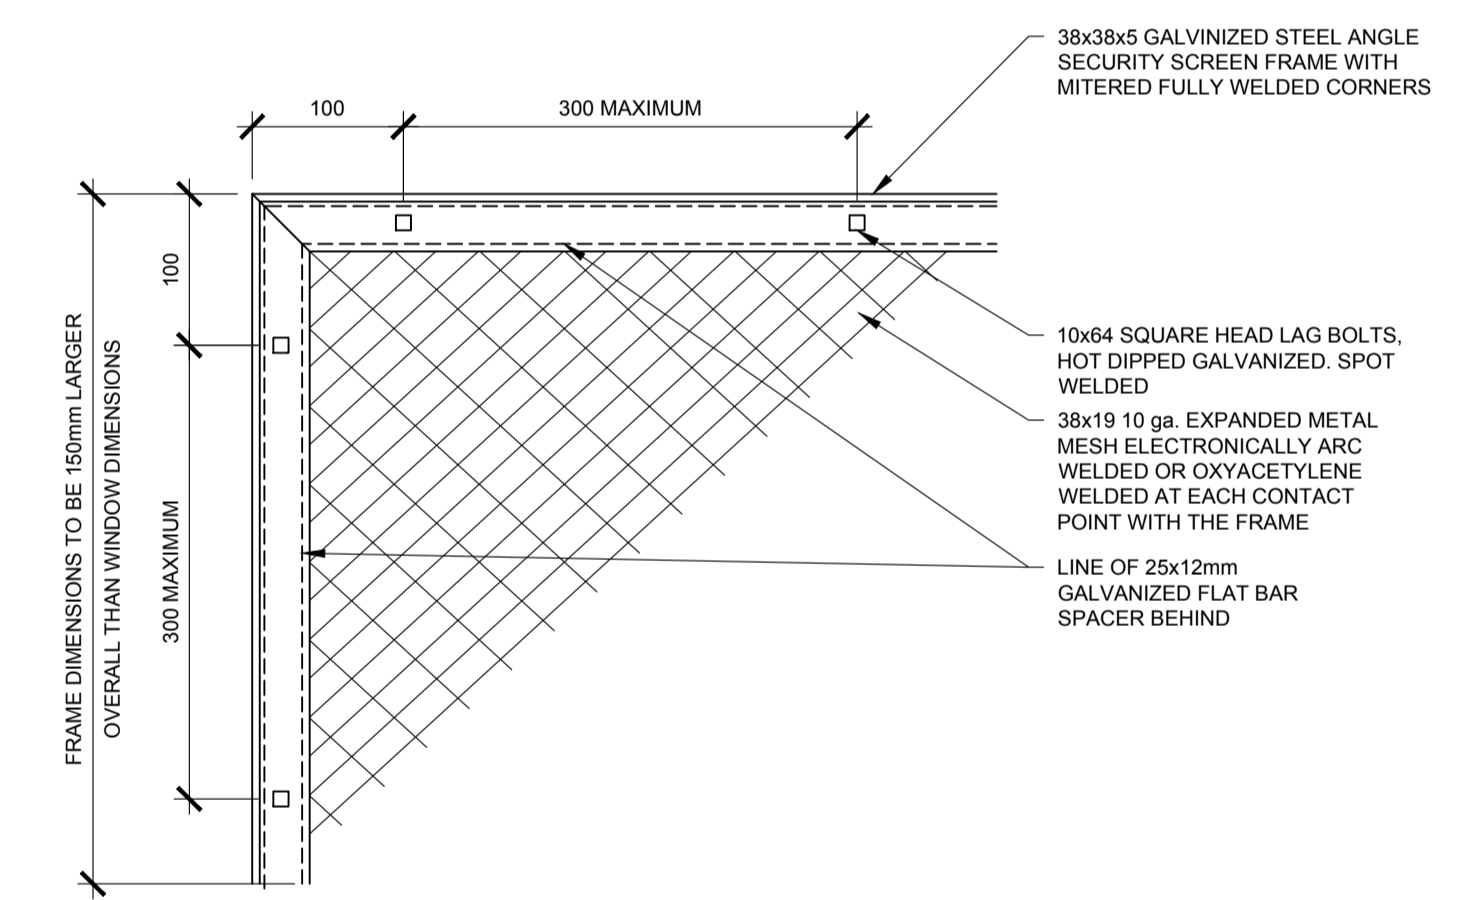 38x38x5 GALVINIZED STEEL ANGLE
SECURITY SCREEN FRAME WITH
MITERED FULLY WELDED CORNERS
100
300 MAXIMUM
100
300 MAXIMUM
FRAME DIMENSIONS TO BE 150mm LARGER
OVERALL THAN WINDOW DIMENSIONS
10x64 SQUARE HEAD LAG BOLTS,
HOT DIPPED GALVANIZED. SPOT
WELDED
38x19 10 ga. EXPANDED METAL
MESH ELECTRONICALLY ARC
WELDED OR OXYACETYLENE
WELDED AT EACH CONTACT
POINT WITH THE FRAME
LINE OF 25x12mm
GALVANIZED FLAT BAR
SPACER BEHIND